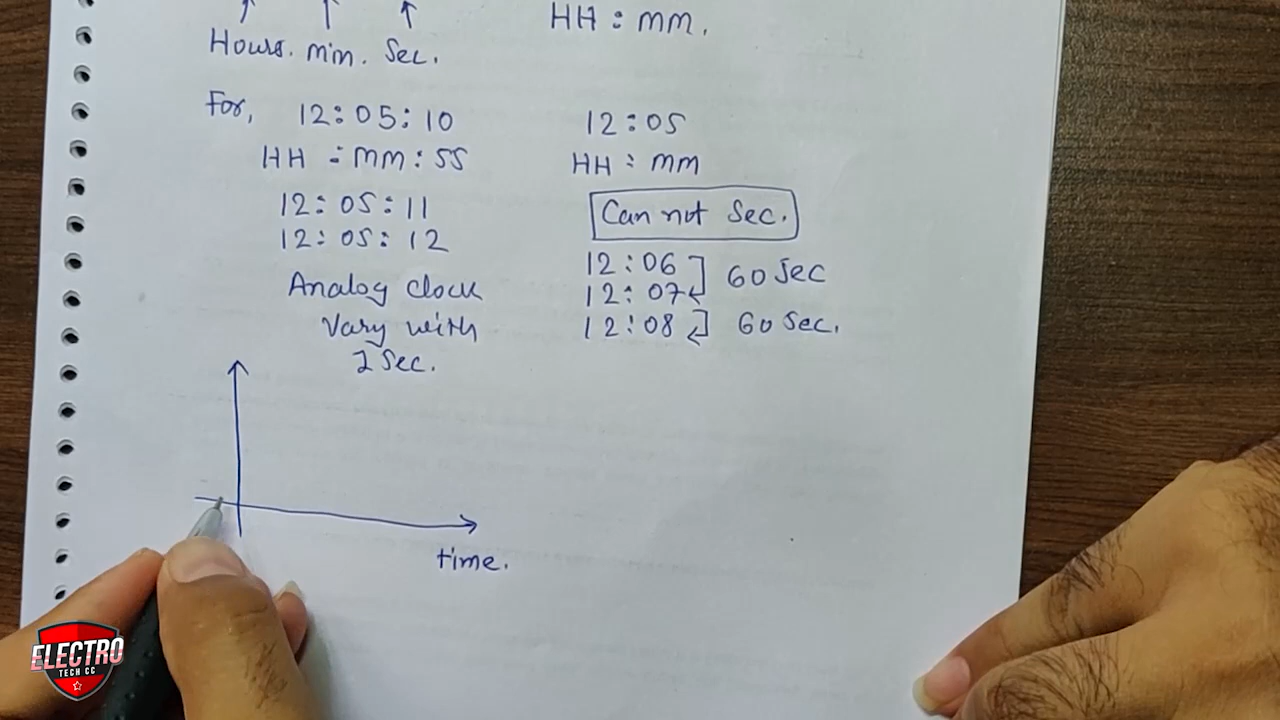 Hours. min. Sec.
HH : mm.
For, 12:05:10
HH : mm : SS
12:05:11
12:05:12
Analog clock
Vary with
1 Sec.
12:05
HH : mm
Can not Sec.
12:06
12:07
60 Sec
12:08
60 Sec.
time.
ELECTRO
TECH CC